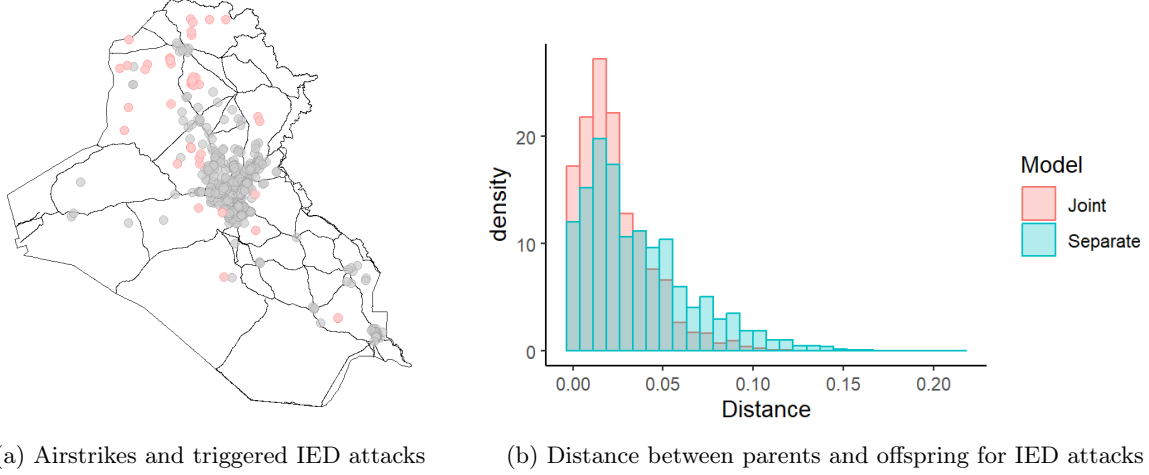 20
10
0
density
0.00 0.05 0.10 0.15 0.20
Distance
Model
Joint
Separate
a) Airstrikes and triggered IED attacks
(b) Distance between parents and offspring for IED attacks